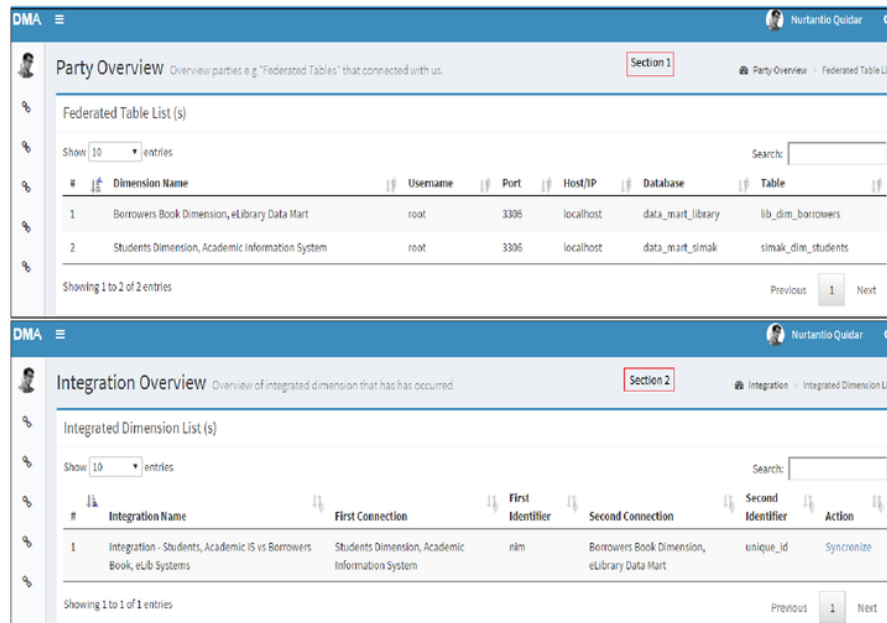 DMA
Nurtantio Quidar
Party Overview Overview parties e.g "Federated Tables" that connected with us.
Section 1
Party Overview > Federated Table Li
Federated Table List (s)
Show 10 entries
Search:
# Dimension Name Username Port Host/IP Database Table
1 Borrowers Book Dimension, eLibrary Data Mart root 3306 localhost data_mart_library lib_dim_borrowers
2 Students Dimension, Academic Information System root 3306 localhost data_mart_simak simak_dim_students
Showing 1 to 2 of 2 entries
Previous 1 Next
DMA
Nurtantio Quidar
Integration Overview Overview of integrated dimension that has has occurred.
Section 2
Integration > Integrated Dimension Li
Integrated Dimension List (s)
Show 10 entries
Search:
First Second
# Integration Name First Connection Identifier Second Connection Identifier Action
1 Integration - Students, Academic IS vs Borrowers Students Dimension, Academic nim Borrowers Book Dimension, unique_id Syncronize
Book, eLib Systems Information System eLibrary Data Mart
Showing 1 to 1 of 1 entries
Previous 1 Next